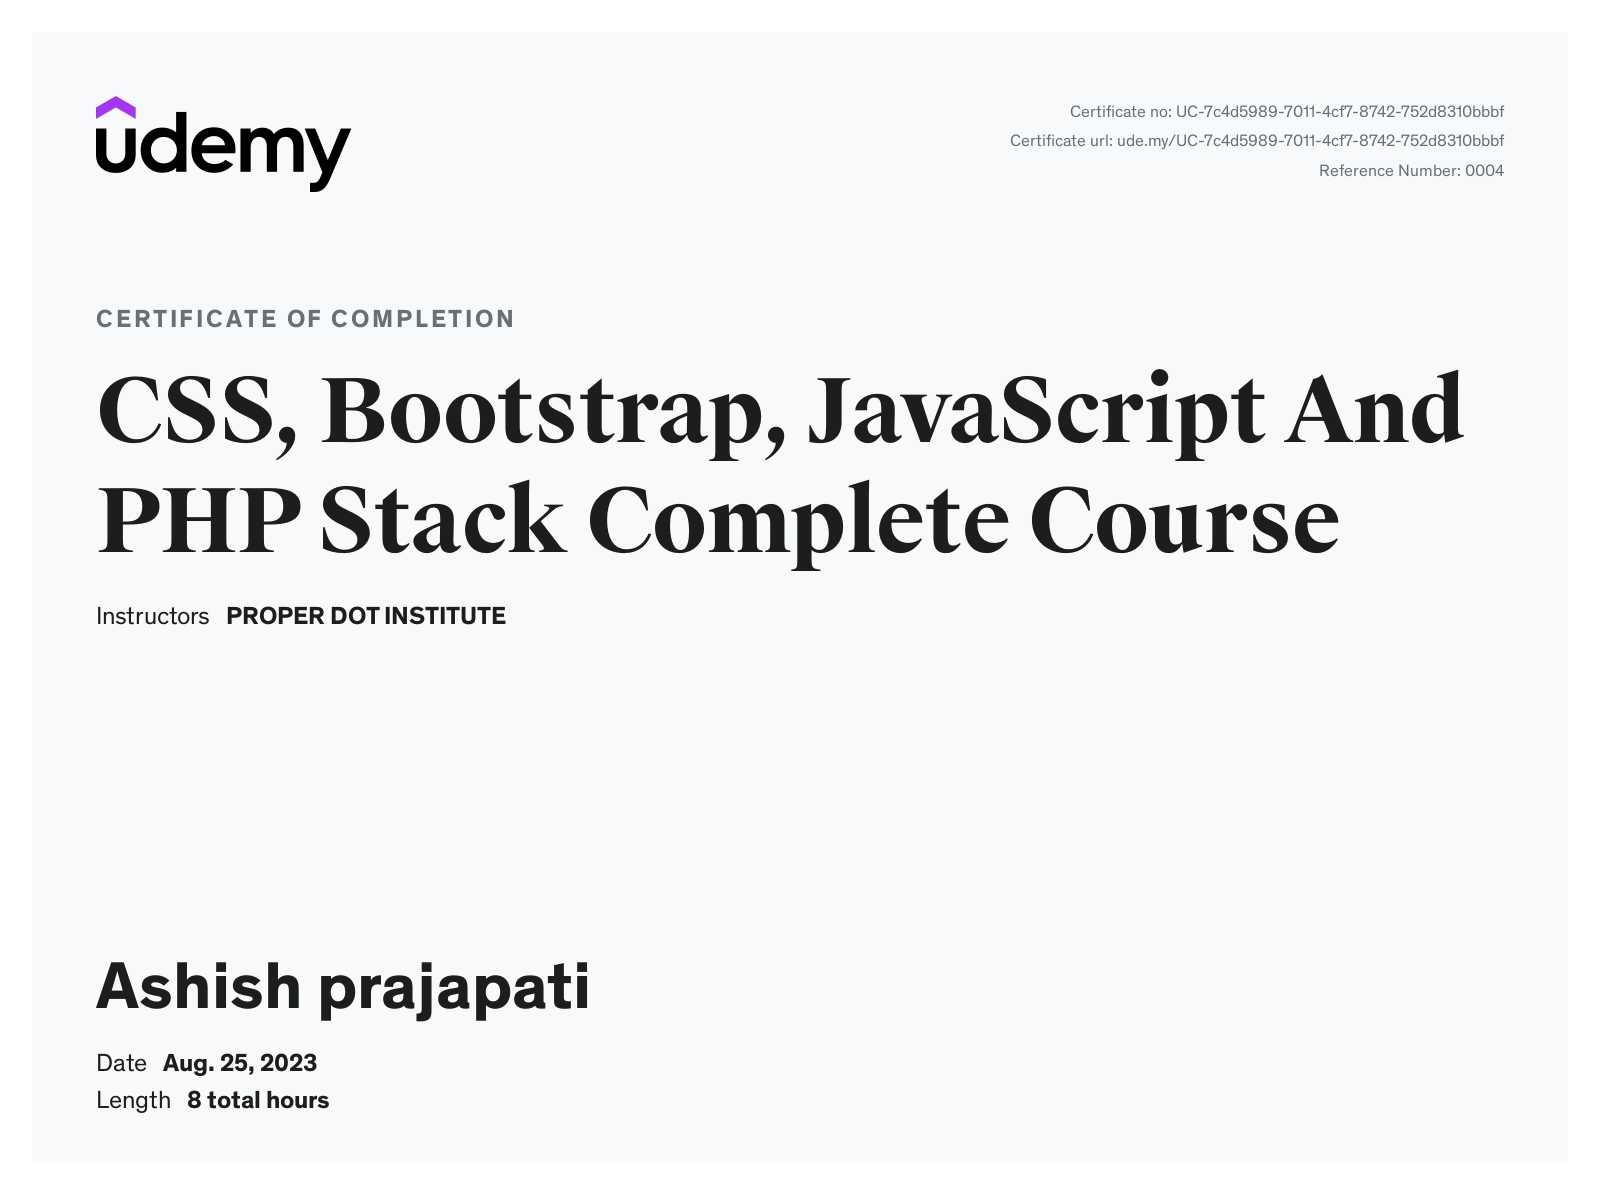 udemy
Certificate no: UC-7c4d5989-7011-4cf7-8742-752d8310bbbf
Certificate url: ude.my/UC-7c4d5989-7011-4cf7-8742-752d8310bbbf
Reference Number: 0004
CERTIFICATE OF COMPLETION
CSS, Bootstrap, JavaScript And
PHP Stack Complete Course
Instructors PROPER DOT INSTITUTE
Ashish prajapati
Date Aug. 25, 2023
Length 8 total hours